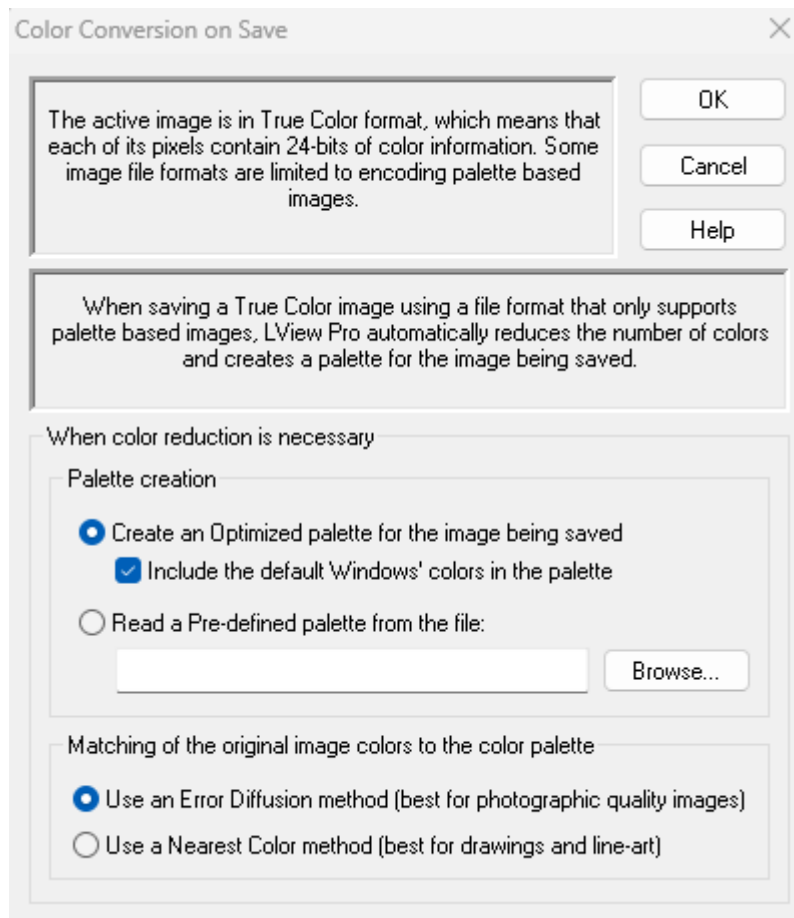 Color Conversion on Save
The active image is in True Color format, which means that
each of its pixels contain 24-bits of color information. Some
image file formats are limited to encoding palette based
images.
OK
Cancel
Help
When saving a True Color image using a file format that only supports
palette based images, LView Pro automatically reduces the number of colors
and creates a palette for the image being saved.
When color reduction is necessary
Palette creation
Create an Optimized palette for the image being saved
Include the default Windows' colors in the palette
Read a Pre-defined palette from the file:
Browse...
Matching of the original image colors to the color palette
Use an Error Diffusion method (best for photographic quality images)
Use a Nearest Color method (best for drawings and line-art)